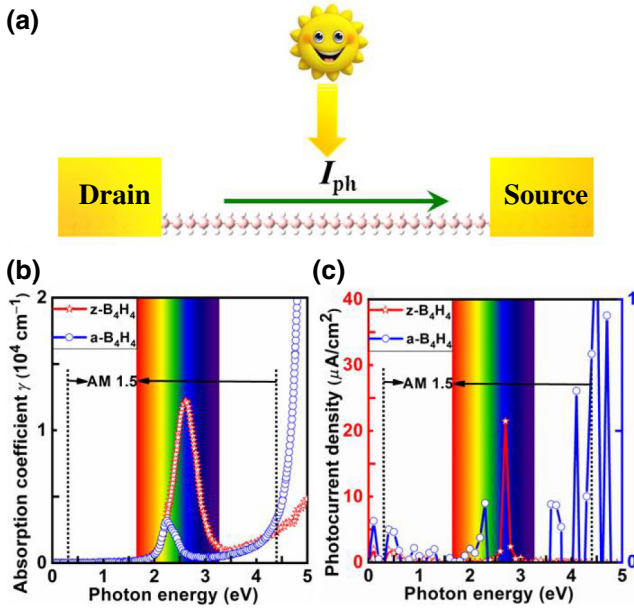 (a)
Drain
I_ph
Source
(b)
Absorption coefficient γ (10⁴ cm⁻¹)
2
1
0
z-B₄H₄
a-B₄H₄
AM 1.5
0 1 2 3 4 5
Photon energy (eV)
(c)
Photocurrent density (μA/cm²)
40
30
20
10
0
z-B₄H₄
a-B₄H₄
AM 1.5
0 1 2 3 4 5
Photon energy (eV)
1
0